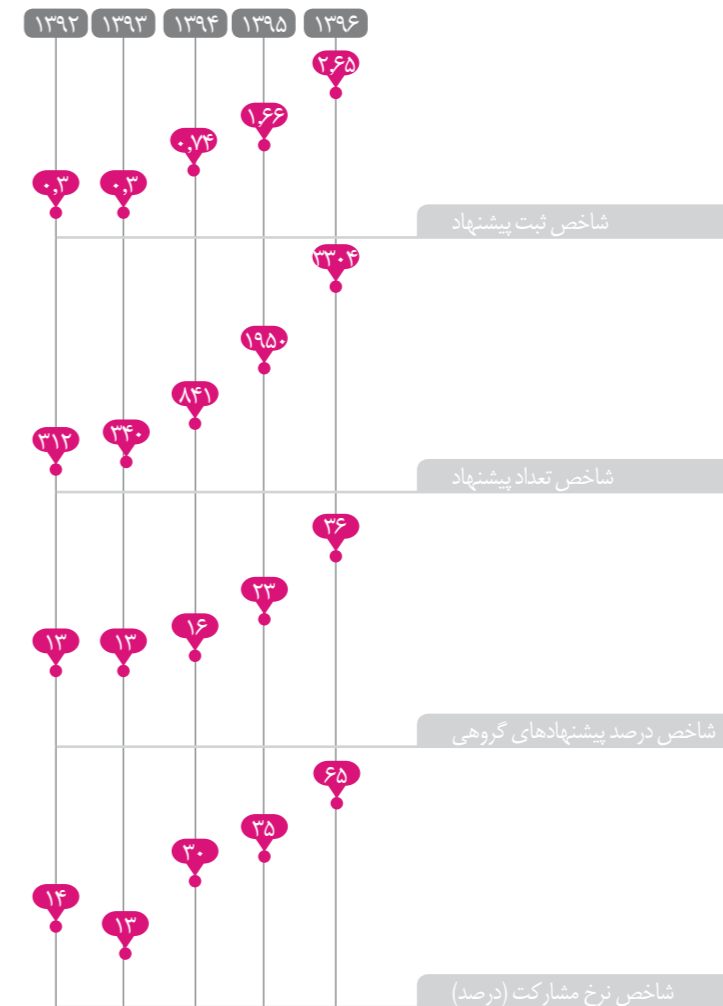 ۱۳۹۲ ۱۳۹۳ ۱۳۹۴ ۱۳۹۵ ۱۳۹۶
۰,۳ ۰,۳ ۰,۷۴ ۱,۶۶ ۲,۶۵
شاخص ثبت پیشنهاد
۳۱۲ ۳۴۰ ۸۴۱ ۱۹۵۰ ۳۳۰۴
شاخص تعداد پیشنهاد
۱۳ ۱۳ ۱۶ ۲۳ ۳۶
شاخص درصد پیشنهادهای گروهی
۱۴ ۱۳ ۳۰ ۳۵ ۶۵
شاخص نرخ مشارکت (درصد)